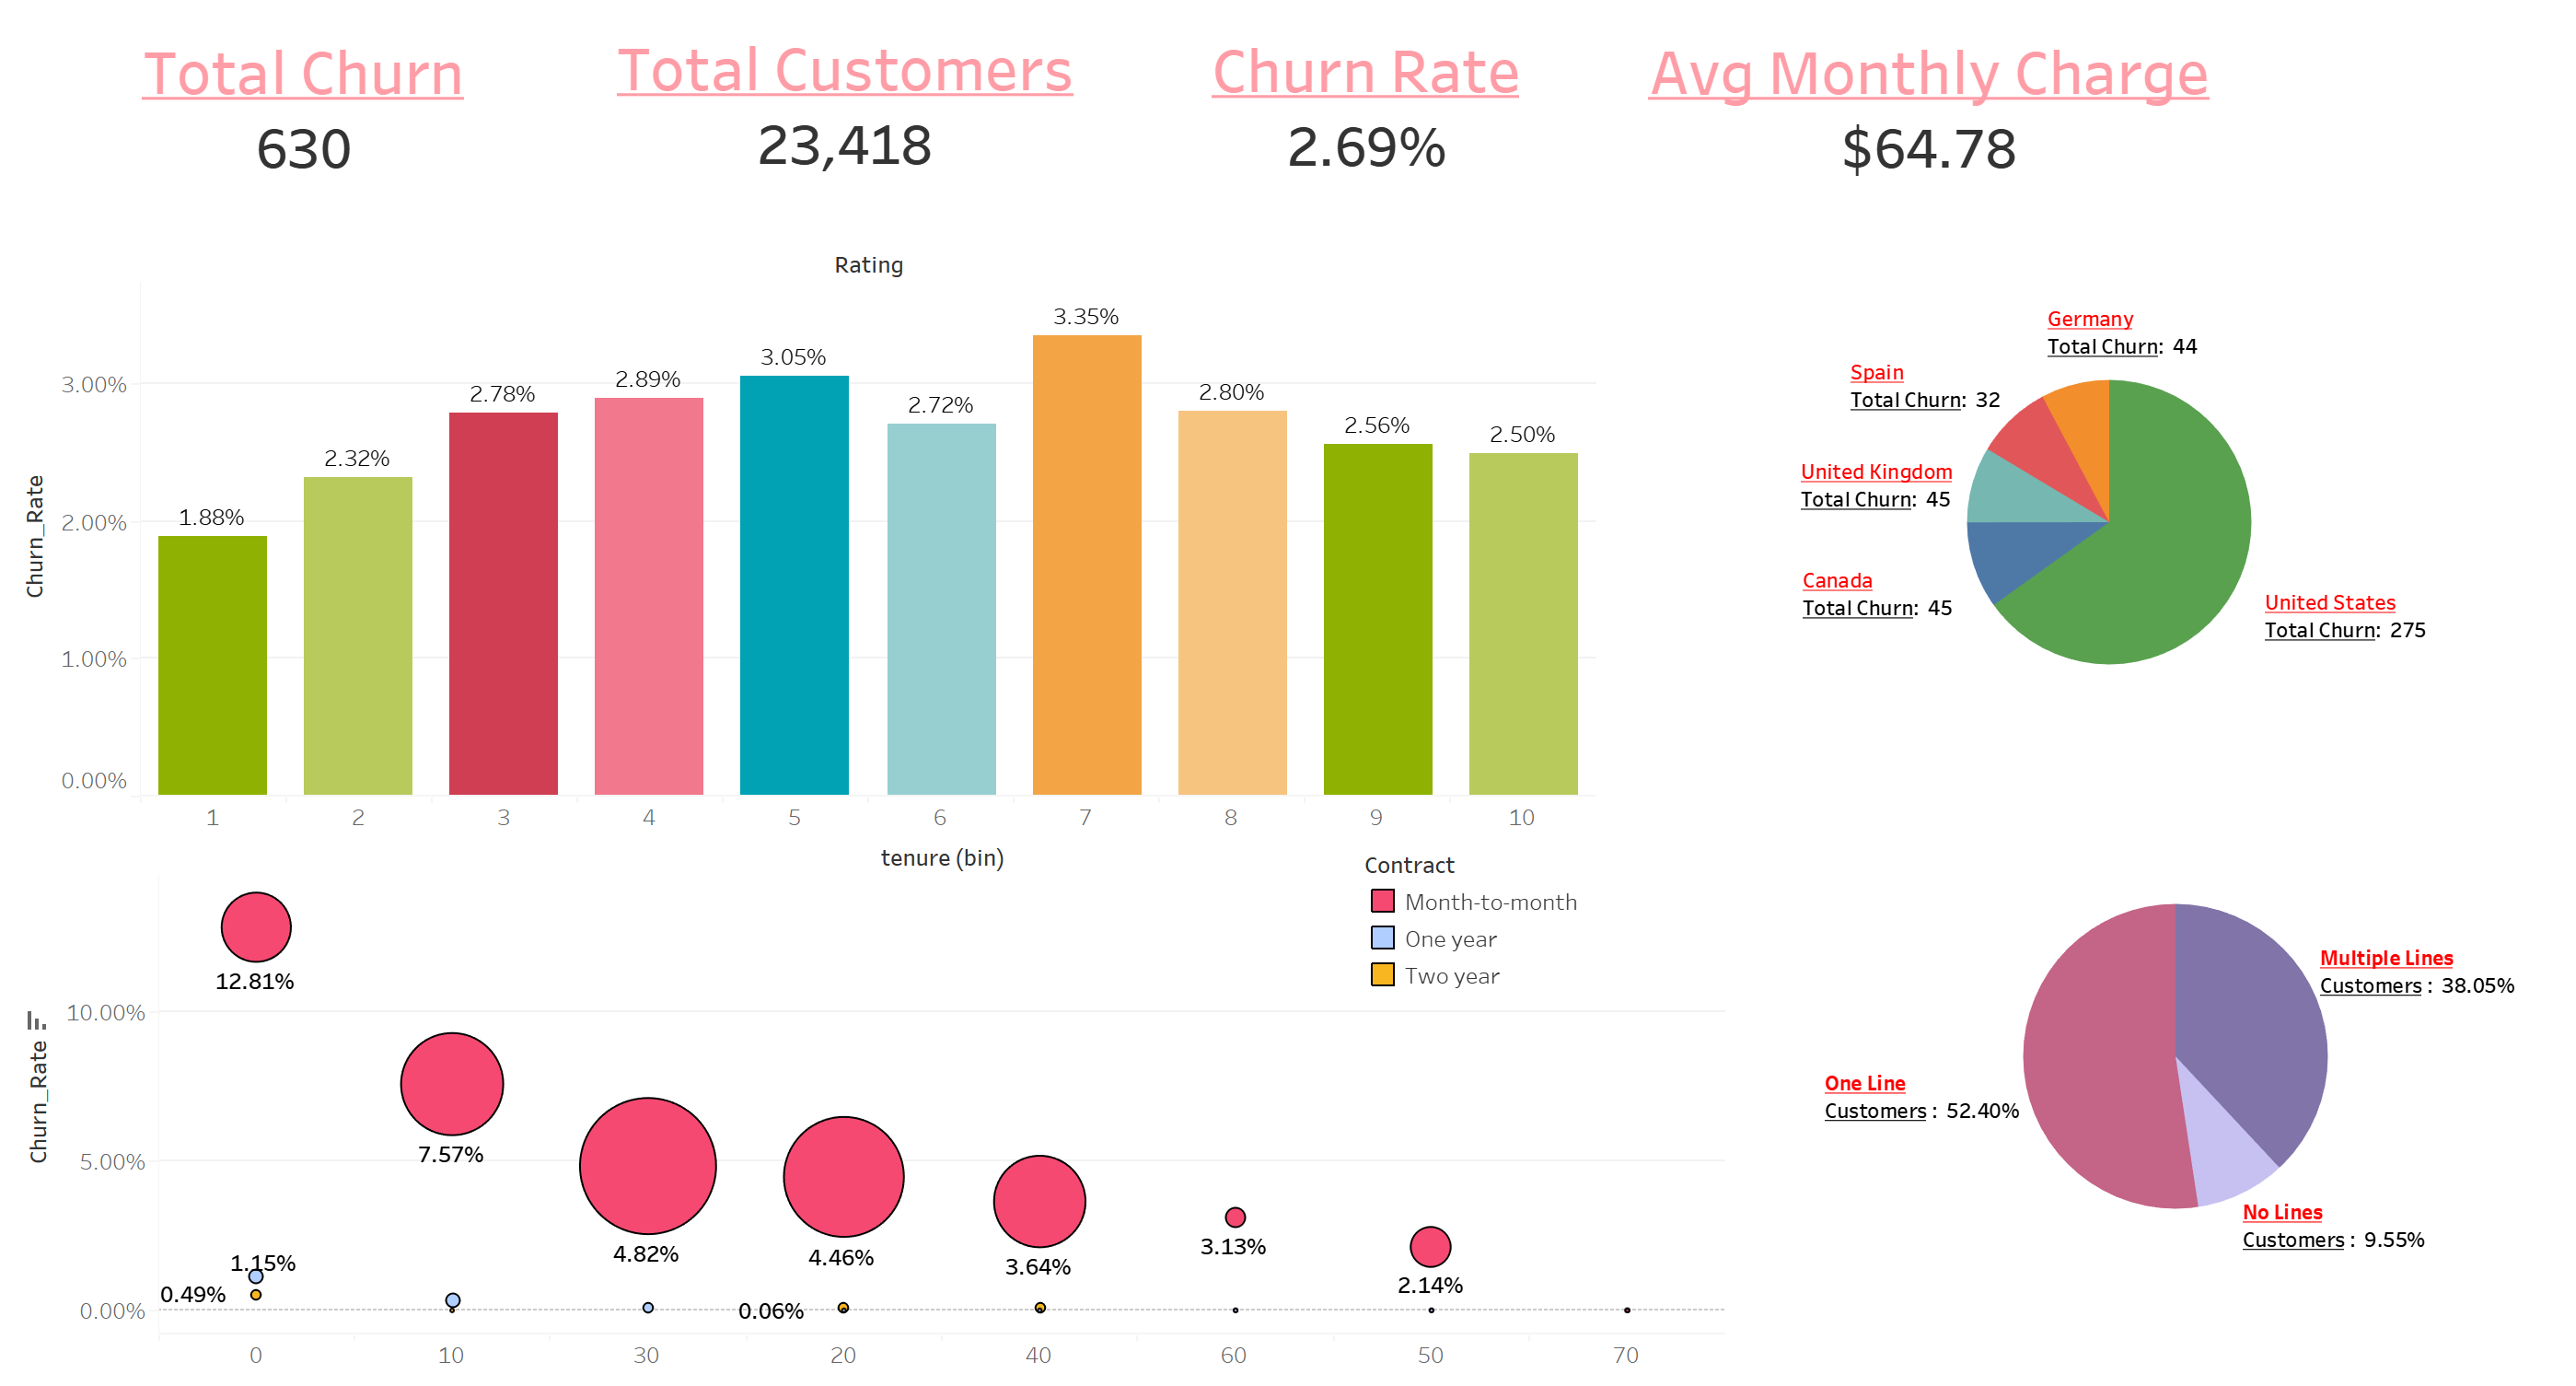 Total Churn
630
Total Customers
23,418
Churn Rate
2.69%
Avg Monthly Charge
$64.78
Rating
Churn_Rate
3.00%
2.00%
1.00%
0.00%
1.88%
2.32%
2.78%
2.89%
3.05%
2.72%
3.35%
2.80%
2.56%
2.50%
1 2 3 4 5 6 7 8 9 10
Germany
Total Churn: 44
Spain
Total Churn: 32
United Kingdom
Total Churn: 45
Canada
Total Churn: 45
United States
Total Churn: 275
tenure (bin)
Contract
Month-to-month
One year
Two year
Churn_Rate
10.00%
5.00%
0.00%
12.81%
7.57%
4.82%
4.46%
3.64%
3.13%
2.14%
1.15%
0.49%
0.06%
0 10 30 20 40 60 50 70
Multiple Lines
Customers : 38.05%
One Line
Customers : 52.40%
No Lines
Customers : 9.55%